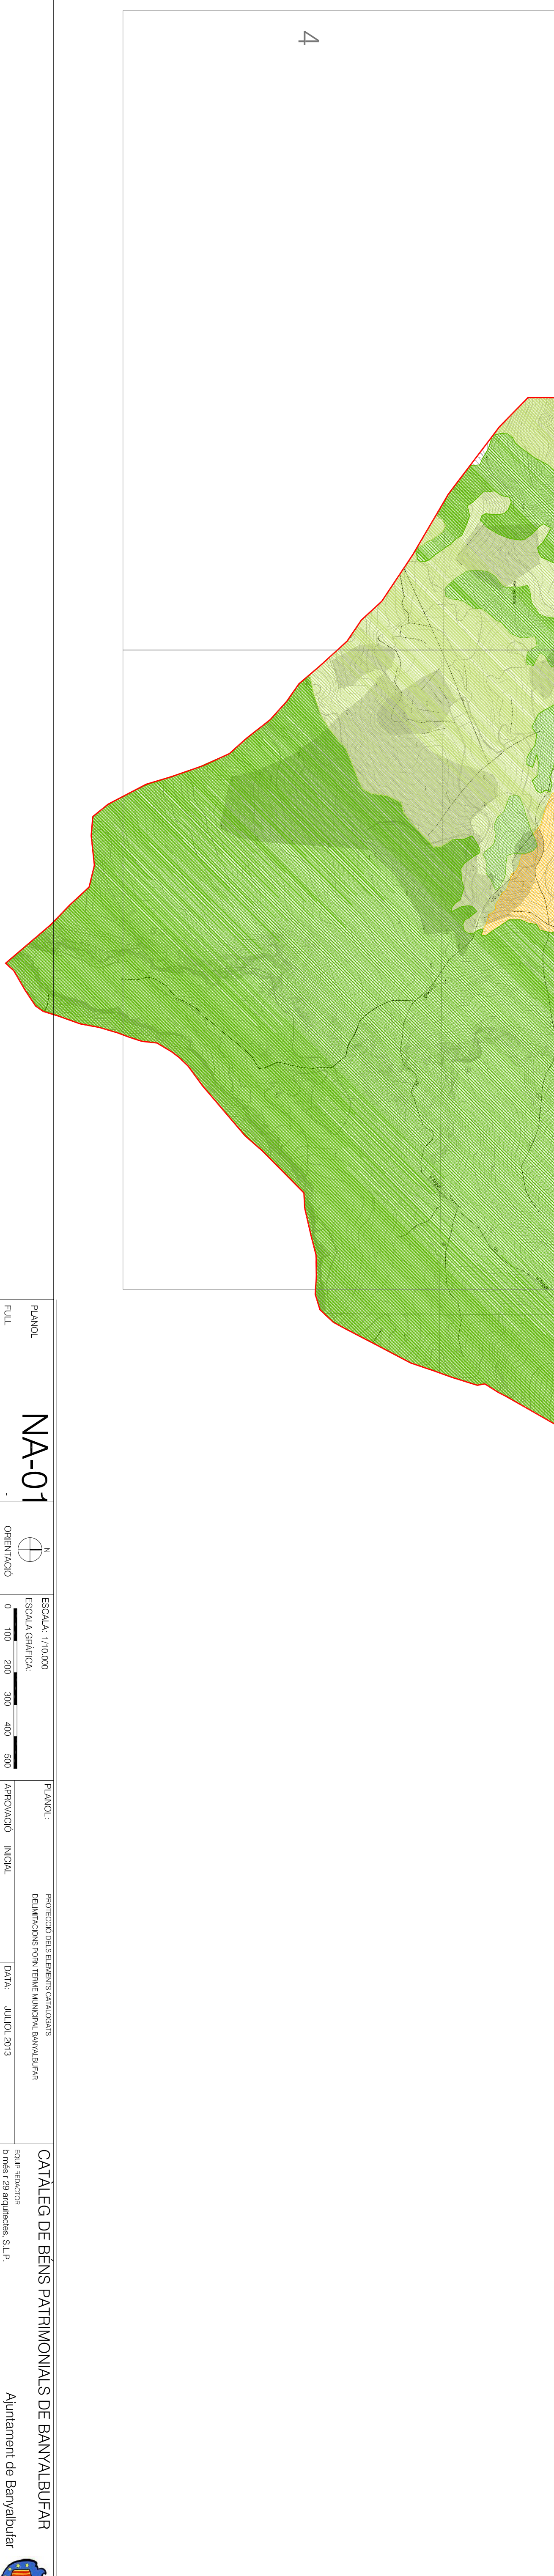 4
PLANOL
NA-01
FULL
-
N
ORIENTACIÓ
ESCALA: 1/10.000
ESCALA GRÀFICA:
0 100 200 300 400 500
PLANOL:
PROTECCIÓ DELS ELEMENTS CATALOGATS
DELIMITACIONS PORN TERME MUNICIPAL BANYALBUFAR
APROVACIÓ INICIAL
DATA: JULIOL 2013
CATÀLEG DE BÉNS PATRIMONIALS DE BANYALBUFAR
EQUIP REDACTOR
b més r 29 arquitectes, S.L.P.
Ajuntament de Banyalbufar